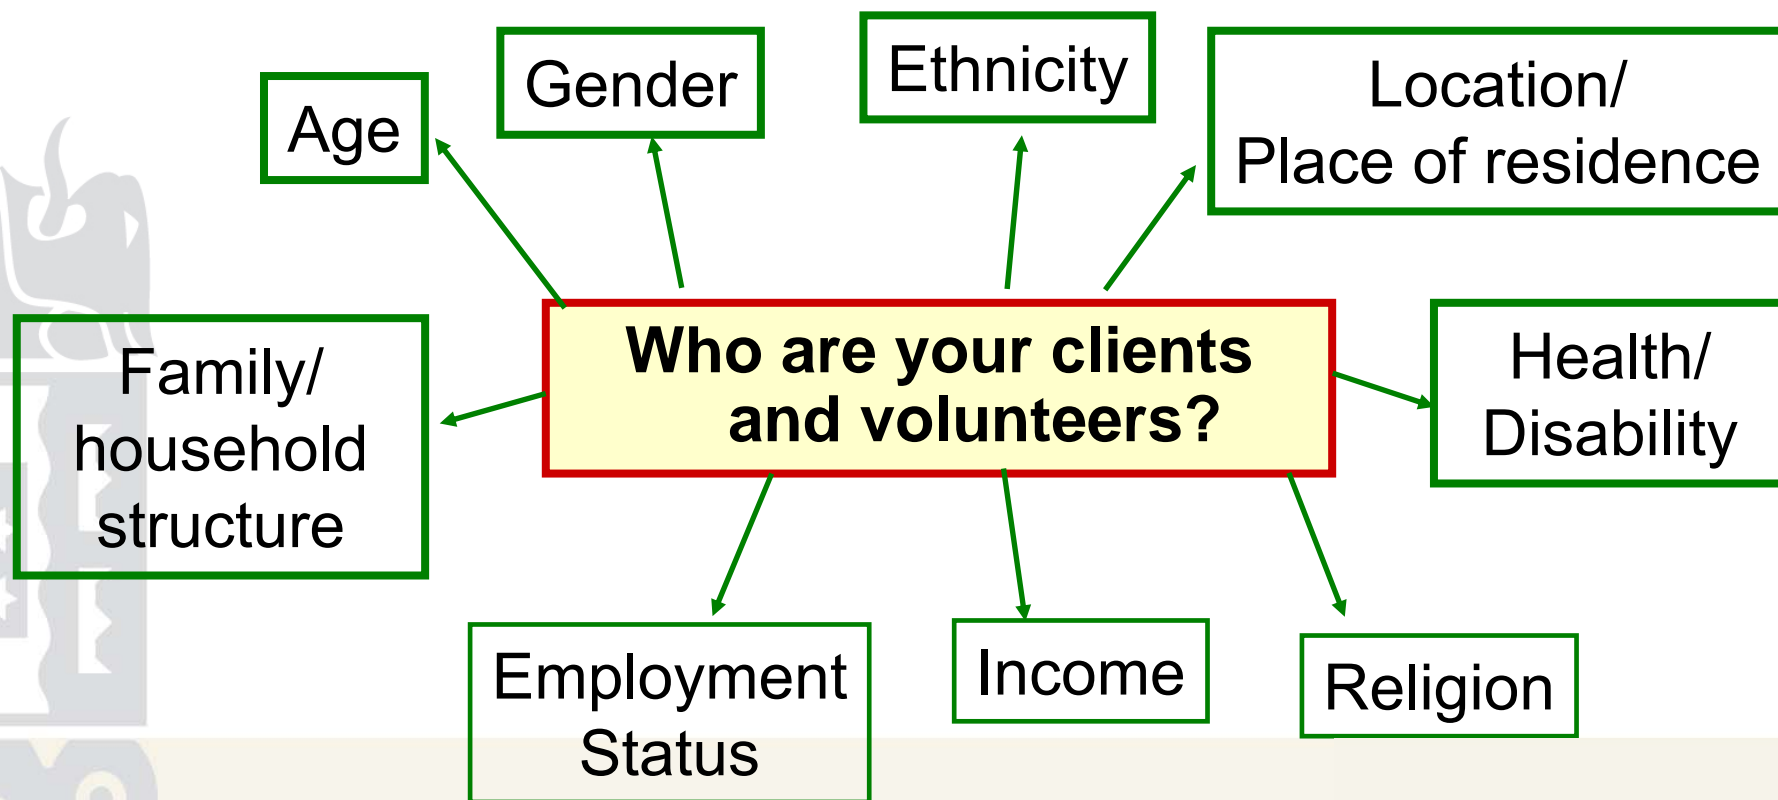 Age
Gender
Ethnicity
Location/
Place of residence
Family/
household
structure
Who are your clients
and volunteers?
Health/
Disability
Employment
Status
Income
Religion